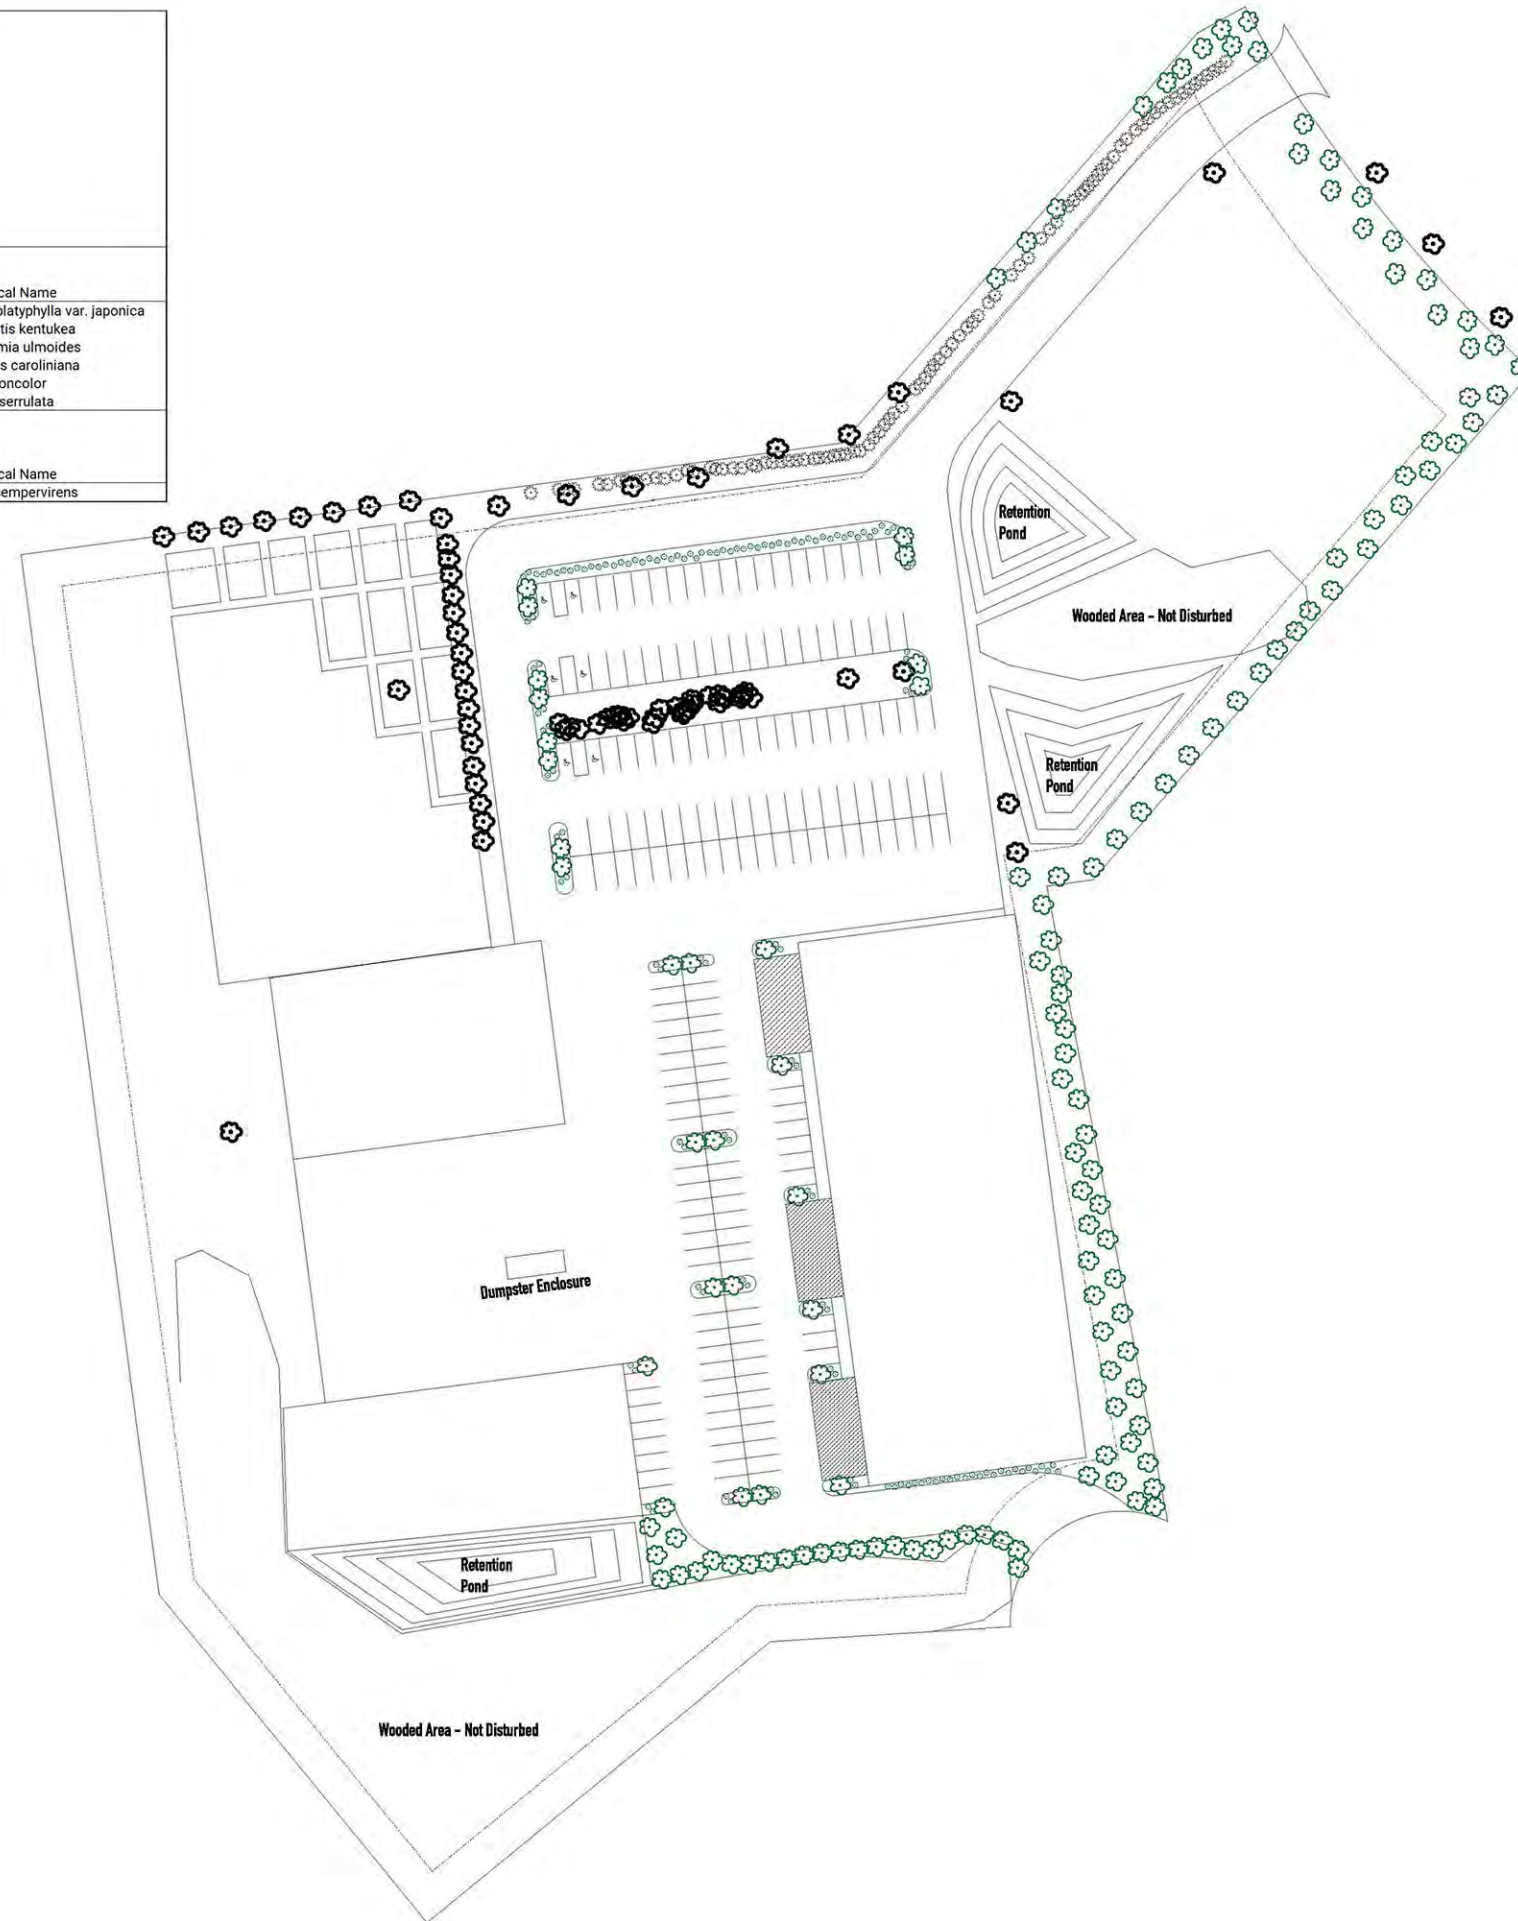 cal Name
platyphylla var. japonica
tis kentukea
mia ulmoides
s caroliniana
oncolor
serrulata
cal Name
sempervirens
Retention
Pond
Wooded Area - Not Disturbed
Retention
Pond
Dumpster Enclosure
Retention
Pond
Wooded Area - Not Disturbed